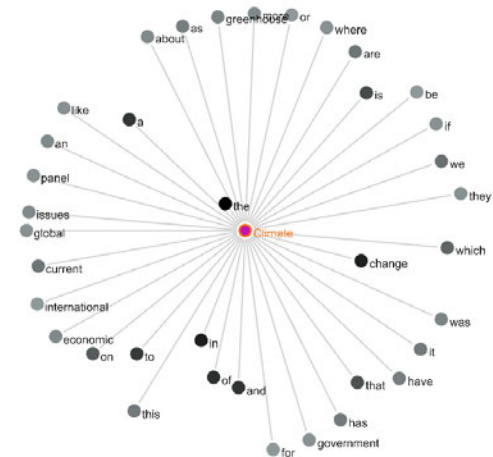 greenhouse
more
or
as
where
about
are
is
be
like
a
if
an
we
panel
they
the
issues
global
Climate
which
change
current
international
was
economic
in
it
on
to
of
and
that
have
this
has
government
for